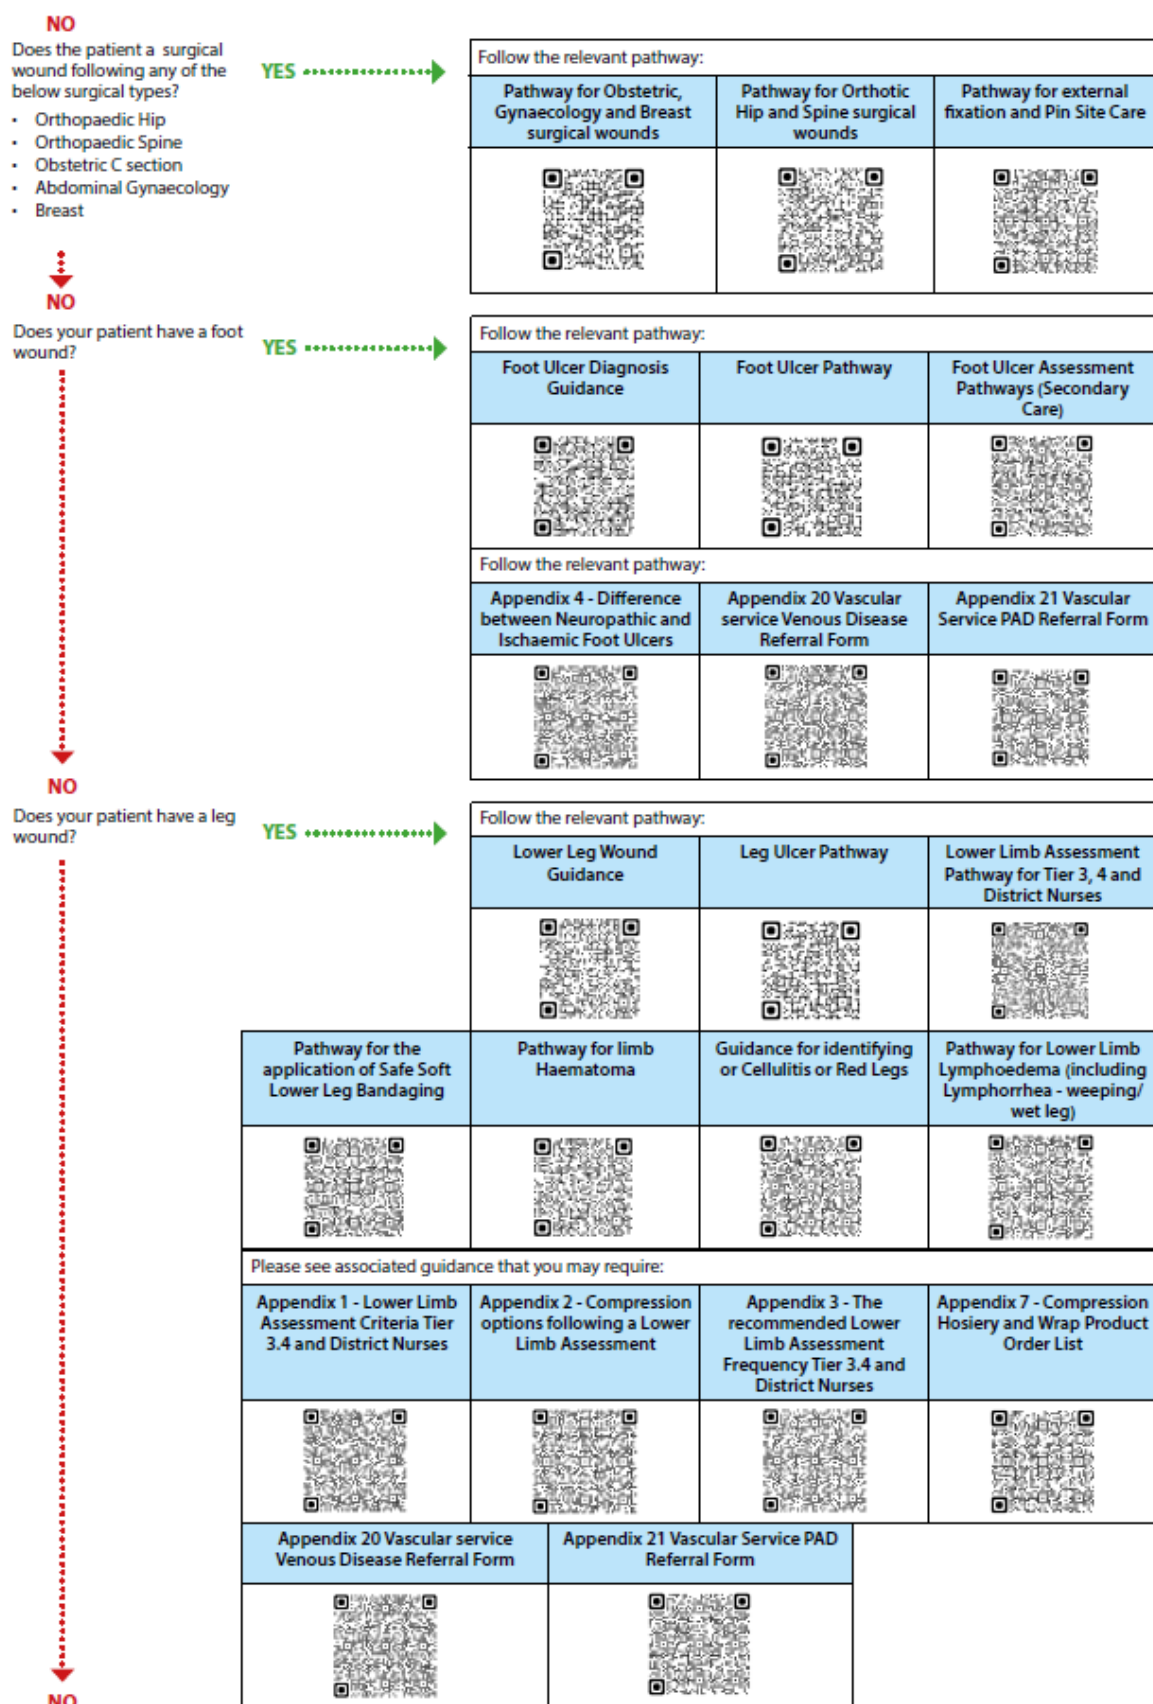 NO
Does the patient a surgical
wound following any of the
below surgical types?
• Orthopaedic Hip
• Orthopaedic Spine
• Obstetric C section
• Abdominal Gynaecology
• Breast
YES
Follow the relevant pathway:
Pathway for Obstetric,
Gynaecology and Breast
surgical wounds
Pathway for Orthotic
Hip and Spine surgical
wounds
Pathway for external
fixation and Pin Site Care
NO
Does your patient have a foot
wound?
YES
Follow the relevant pathway:
Foot Ulcer Diagnosis
Guidance
Foot Ulcer Pathway
Foot Ulcer Assessment
Pathways (Secondary
Care)
Follow the relevant pathway:
Appendix 4 - Difference
between Neuropathic and
Ischaemic Foot Ulcers
Appendix 20 Vascular
service Venous Disease
Referral Form
Appendix 21 Vascular
Service PAD Referral Form
NO
Does your patient have a leg
wound?
YES
Follow the relevant pathway:
Lower Leg Wound
Guidance
Leg Ulcer Pathway
Lower Limb Assessment
Pathway for Tier 3, 4 and
District Nurses
Pathway for the
application of Safe Soft
Lower Leg Bandaging
Pathway for limb
Haematoma
Guidance for identifying
or Cellulitis or Red Legs
Pathway for Lower Limb
Lymphoedema (including
Lymphorrhea - weeping/
wet leg)
Please see associated guidance that you may require:
Appendix 1 - Lower Limb
Assessment Criteria Tier
3.4 and District Nurses
Appendix 2 - Compression
options following a Lower
Limb Assessment
Appendix 3 - The
recommended Lower
Limb Assessment
Frequency Tier 3.4 and
District Nurses
Appendix 7 - Compression
Hosiery and Wrap Product
Order List
Appendix 20 Vascular service
Venous Disease Referral Form
Appendix 21 Vascular Service PAD
Referral Form
NO